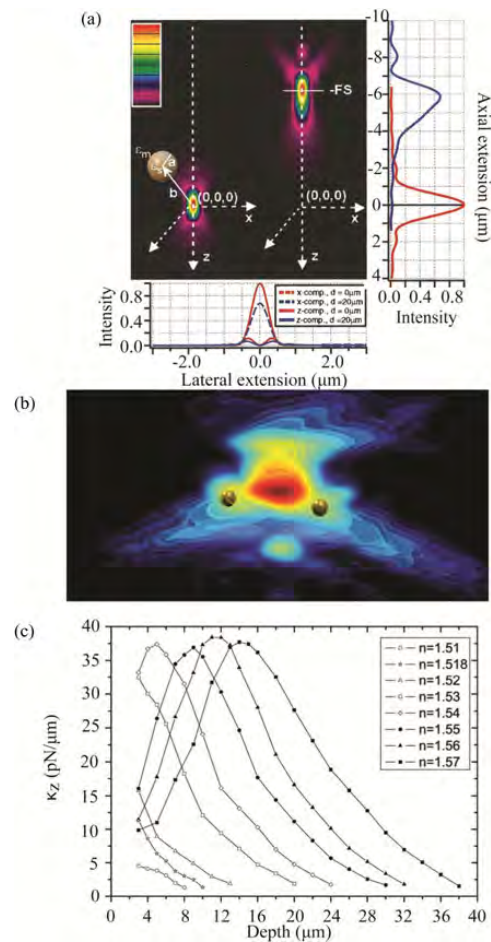 (a)
-FS
εm
a
b
(0,0,0)
(0,0,0)
x
x
z
z
-10
-8
-6
-4
-2
0
2
4
Axial extension (μm)
0.0
0.4
0.8
Intensity
1.0
0.5
0.0
Intensity
x-comp., d = 0μm
x-comp., d =20μm
z-comp., d = 0μm
z-comp., d =20μm
-2.0
0.0
2.0
Lateral extension (μm)
(b)
(c)
40
35
30
25
20
15
10
5
0
κz (pN/μm)
n=1.51
n=1.518
n=1.52
n=1.53
n=1.54
n=1.55
n=1.56
n=1.57
0 4 8 12 16 20 24 28 32 36 40
Depth (μm)